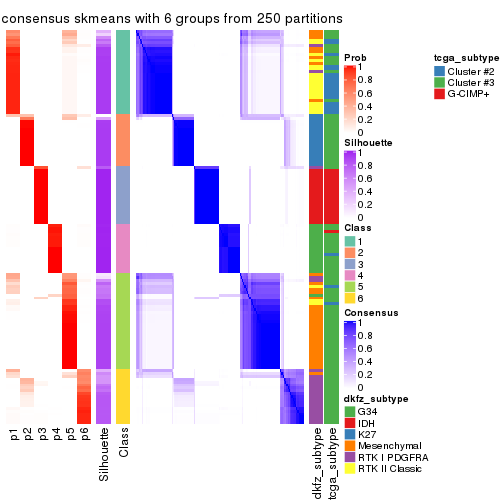 consensus skmeans with 6 groups from 250 partitions
p1
p2
p3
p4
p5
p6
Silhouette
Class
dkfz_subtype
tcga_subtype
Prob
1
0.8
0.6
0.4
0.2
0
Silhouette
1
0.8
0.6
0.4
0.2
0
Class
1
2
3
4
5
6
Consensus
1
0.8
0.6
0.4
0.2
0
dkfz_subtype
G34
IDH
K27
Mesenchymal
RTK I PDGFRA
RTK II Classic
tcga_subtype
Cluster #2
Cluster #3
G-CIMP+